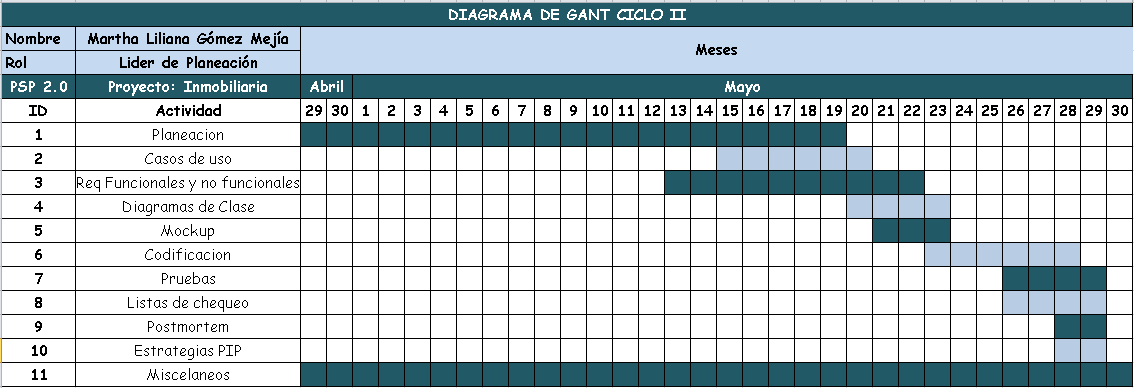 DIAGRAMA DE GANT CICLO II
Nombre Martha Liliana Gómez Mejía
Meses
Rol Lider de Planeación
PSP 2.0 Proyecto: Inmobiliaria Abril Mayo
ID Actividad 29 30 1 2 3 4 5 6 7 8 9 10 11 12 13 14 15 16 17 18 19 20 21 22 23 24 25 26 27 28 29 30
1 Planeacion
2 Casos de uso
3 Req Funcionales y no funcionales
4 Diagramas de Clase
5 Mockup
6 Codificacion
7 Pruebas
8 Listas de chequeo
9 Postmortem
10 Estrategias PIP
11 Miscelaneos